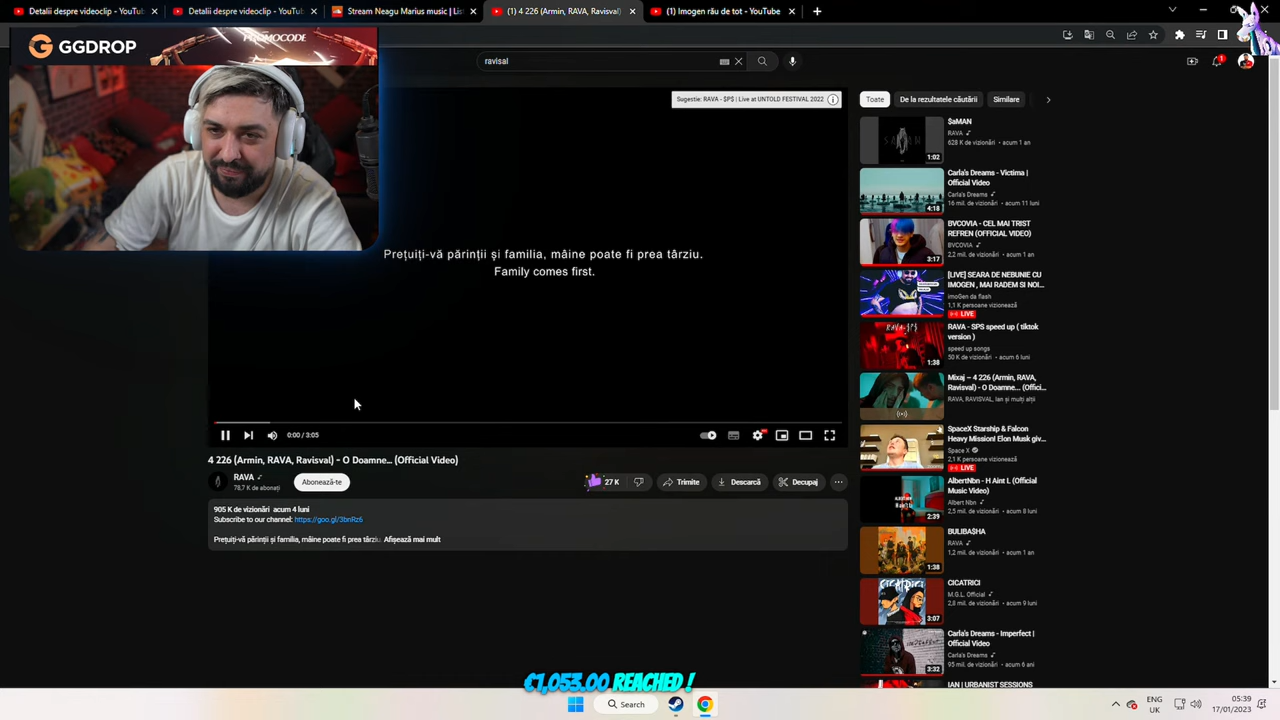 Detalii despre videoclip
Detalii despre videoclip
Stream Neagu Marius music | Lis
(1) 4 226 (Armin, RAVA, Ravisval)
(1) Imogen rău de tot - YouTube
GGDROP
PROMOCODE
ravisal
Sugestie: RAVA - $P$ | Live at UNTOLD FESTIVAL 2022
Prețuiți-vă părinții și familia, mâine poate fi prea târziu.
Family comes first.
0:00 / 3:05
4 226 (Armin, RAVA, Ravisval) - O Doamne... (Official Video)
RAVA
78,7 K de abonați
Abonează-te
27 K
Trimite
Descarcă
Decupaj
905 K de vizionări acum 4 luni
Subscribe to our channel: https://goo.gl/3bnRz6
Prețuiți-vă părinții și familia, mâine poate fi prea târziu. Afișează mai mult
Toate
De la rezultatele căutării
Similare
$aMAN
RAVA
628 K de vizionări • acum 1 an
1:02
Carla's Dreams - Victima |
Official Video
Carla's Dreams
16 mil. de vizionări • acum 11 luni
4:18
BVCOVIA - CEL MAI TRIST
REFREN (OFFICIAL VIDEO)
BVCOVIA
2,2 mil. de vizionări • acum 1 an
3:17
[LIVE] SEARA DE NEBUNIE CU
IMOGEN , MAI RADEM SI NOI...
imoGen da flash
1,1 K persoane vizionează
LIVE
RAVA - SPS speed up ( tiktok
version )
speed up songs
50 K de vizionări • acum 6 luni
1:38
Mixaj – 4 226 (Armin, RAVA,
Ravisval) - O Doamne... (Offici...
RAVA, RAVISVAL, Ian și mulți alții
SpaceX Starship & Falcon
Heavy Mission! Elon Musk giv...
Space X
2,1 K persoane vizionează
LIVE
AlbertNbn - H Aint L (Official
Music Video)
Albert Nbn
2,5 mil. de vizionări • acum 8 luni
2:39
BULIBA$HA
RAVA
1,2 mil. de vizionări • acum 1 an
1:38
CICATRICI
M.G.L. Official
2,8 mil. de vizionări • acum 9 luni
3:07
Carla's Dreams - Imperfect |
Official Video
Carla's Dreams
95 mil. de vizionări • acum 6 ani
3:32
IAN | URBANIST SESSIONS
€1,053.00 REACHED !
Search
ENG
UK
05:39
17/01/2023